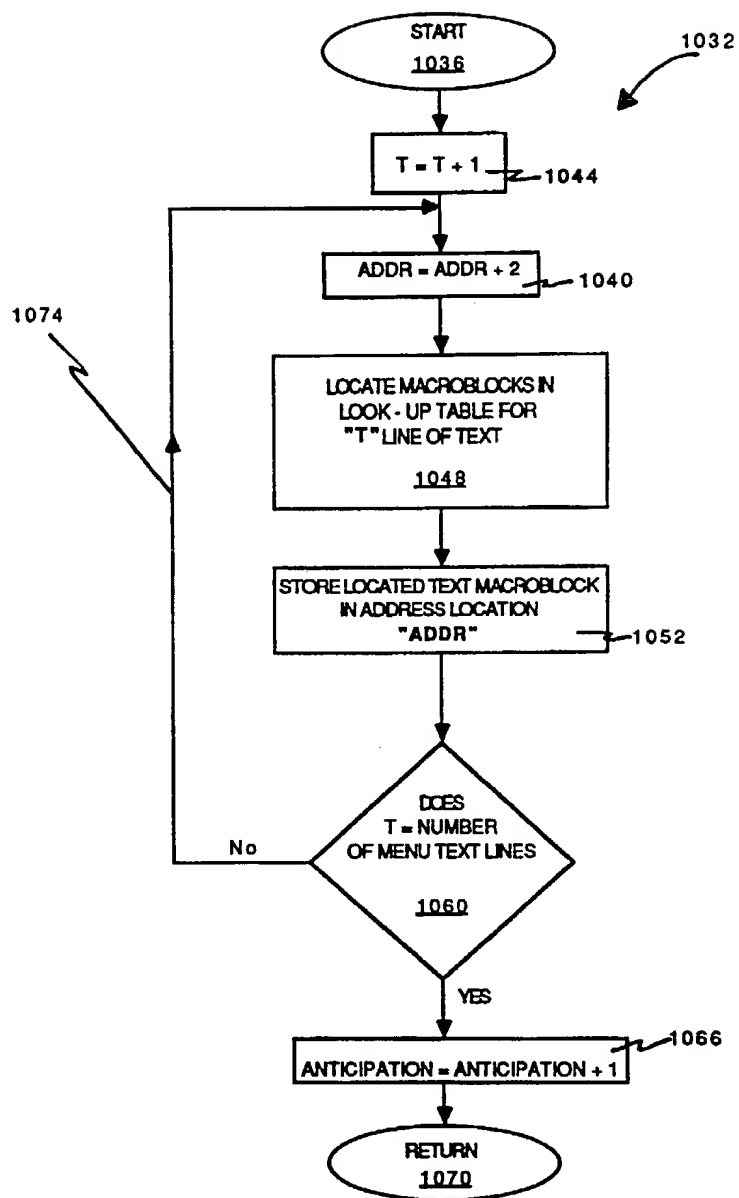 START
1036
1032
T = T + 1
1044
ADDR = ADDR + 2
1040
1074
LOCATE MACROBLOCKS IN
LOOK - UP TABLE FOR
"T" LINE OF TEXT
1048
STORE LOCATED TEXT MACROBLOCK
IN ADDRESS LOCATION
"ADDR"
1052
DOES
T = NUMBER
OF MENU TEXT LINES
1060
No
YES
1066
ANTICIPATION = ANTICIPATION + 1
RETURN
1070